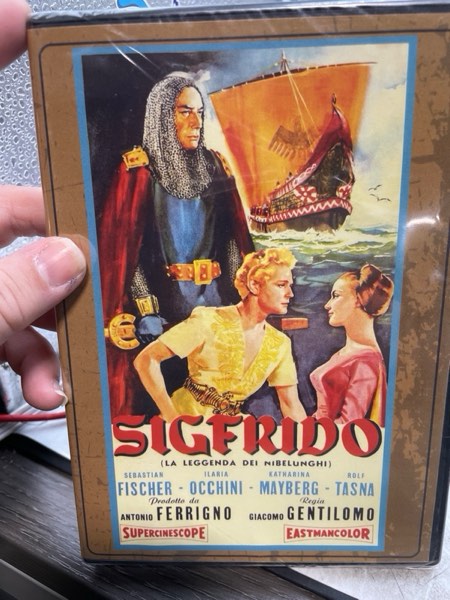 SIGFRIDO
(LA LEGGENDA DEI NIBELUNGHI)
SEBASTIAN ILARIA KATHARINA ROLF
FISCHER - OCCHINI - MAYBERG - TASNA
Prodotto da Regia
ANTONIO FERRIGNO GIACOMO GENTILOMO
SUPERCINESCOPE EASTMANCOLOR